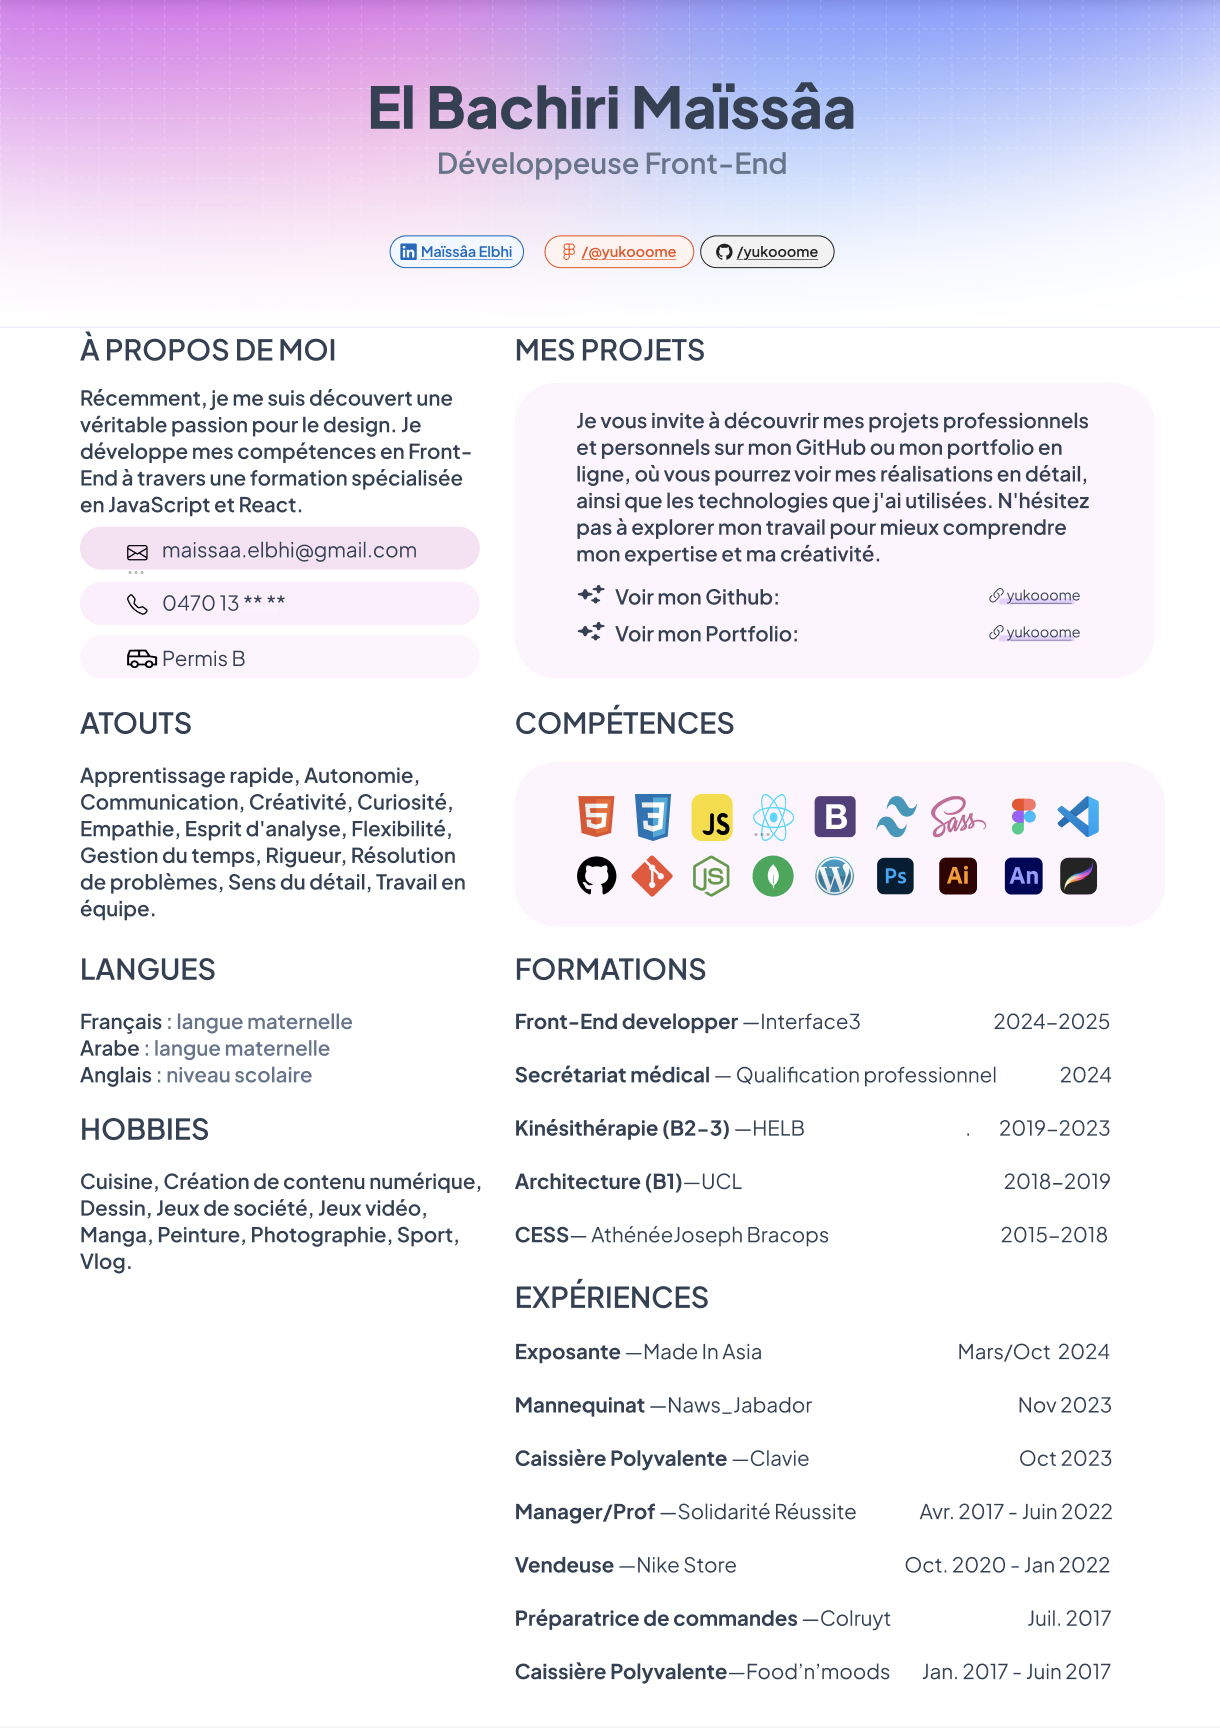 El Bachiri Maïssâa
Développeuse Front-End
in Maïssâa Elbhi
/@yukooome
/yukooome
À PROPOS DE MOI
Récemment, je me suis découvert une
véritable passion pour le design. Je
développe mes compétences en Front-
End à travers une formation spécialisée
en JavaScript et React.
maissaa.elbhi@gmail.com
0470 13 ** **
Permis B
MES PROJETS
Je vous invite à découvrir mes projets professionnels
et personnels sur mon GitHub ou mon portfolio en
ligne, où vous pourrez voir mes réalisations en détail,
ainsi que les technologies que j'ai utilisées. N'hésitez
pas à explorer mon travail pour mieux comprendre
mon expertise et ma créativité.
Voir mon Github: yukooome
Voir mon Portfolio: yukooome
ATOUTS
Apprentissage rapide, Autonomie,
Communication, Créativité, Curiosité,
Empathie, Esprit d'analyse, Flexibilité,
Gestion du temps, Rigueur, Résolution
de problèmes, Sens du détail, Travail en
équipe.
COMPÉTENCES
5 3 JS B Sass
JS W Ps Ai An
LANGUES
Français : langue maternelle
Arabe : langue maternelle
Anglais : niveau scolaire
HOBBIES
Cuisine, Création de contenu numérique,
Dessin, Jeux de société, Jeux vidéo,
Manga, Peinture, Photographie, Sport,
Vlog.
FORMATIONS
Front-End developper —Interface3 2024-2025
Secrétariat médical — Qualification professionnel 2024
Kinésithérapie (B2-3) —HELB . 2019-2023
Architecture (B1)—UCL 2018-2019
CESS— AthénéeJoseph Bracops 2015-2018
EXPÉRIENCES
Exposante —Made In Asia Mars/Oct 2024
Mannequinat —Naws_Jabador Nov 2023
Caissière Polyvalente —Clavie Oct 2023
Manager/Prof —Solidarité Réussite Avr. 2017 - Juin 2022
Vendeuse —Nike Store Oct. 2020 - Jan 2022
Préparatrice de commandes —Colruyt Juil. 2017
Caissière Polyvalente—Food’n’moods Jan. 2017 - Juin 2017